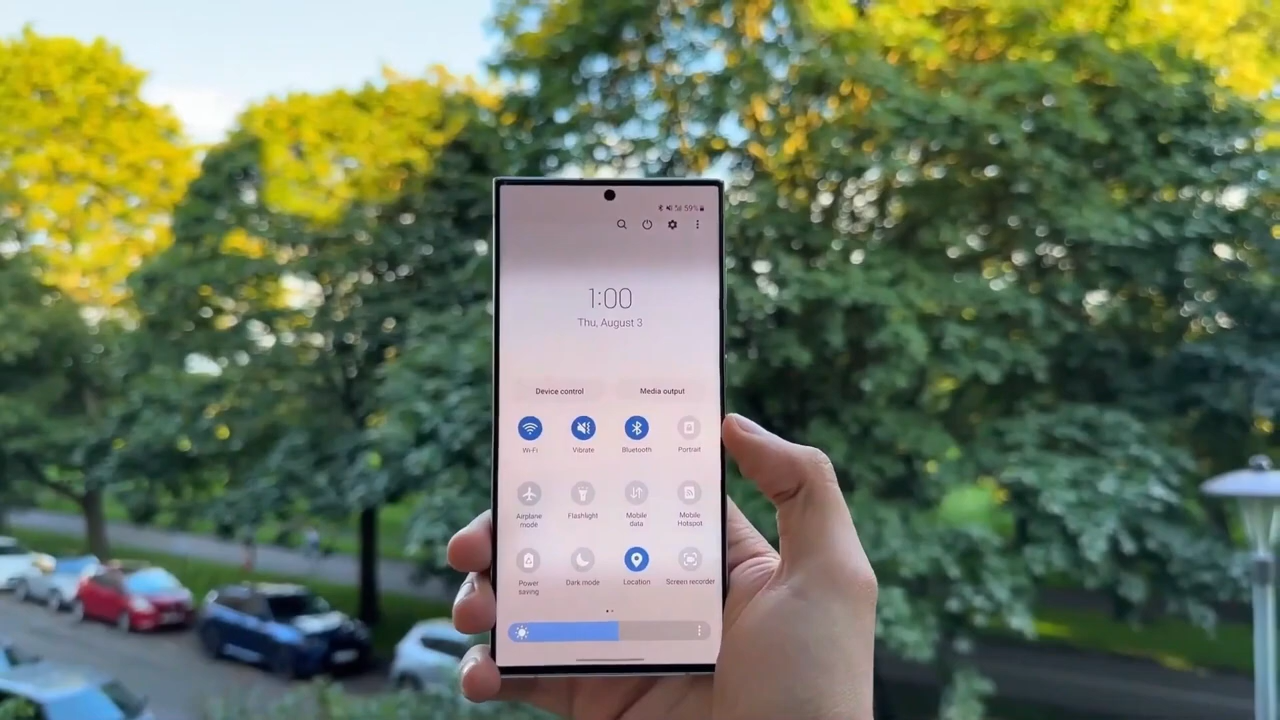 59%
1:00
Thu, August 3
Device control Media output
Wi-Fi Vibrate Bluetooth Portrait
Airplane mode Flashlight Mobile data Mobile Hotspot
Power saving Dark mode Location Screen recorder